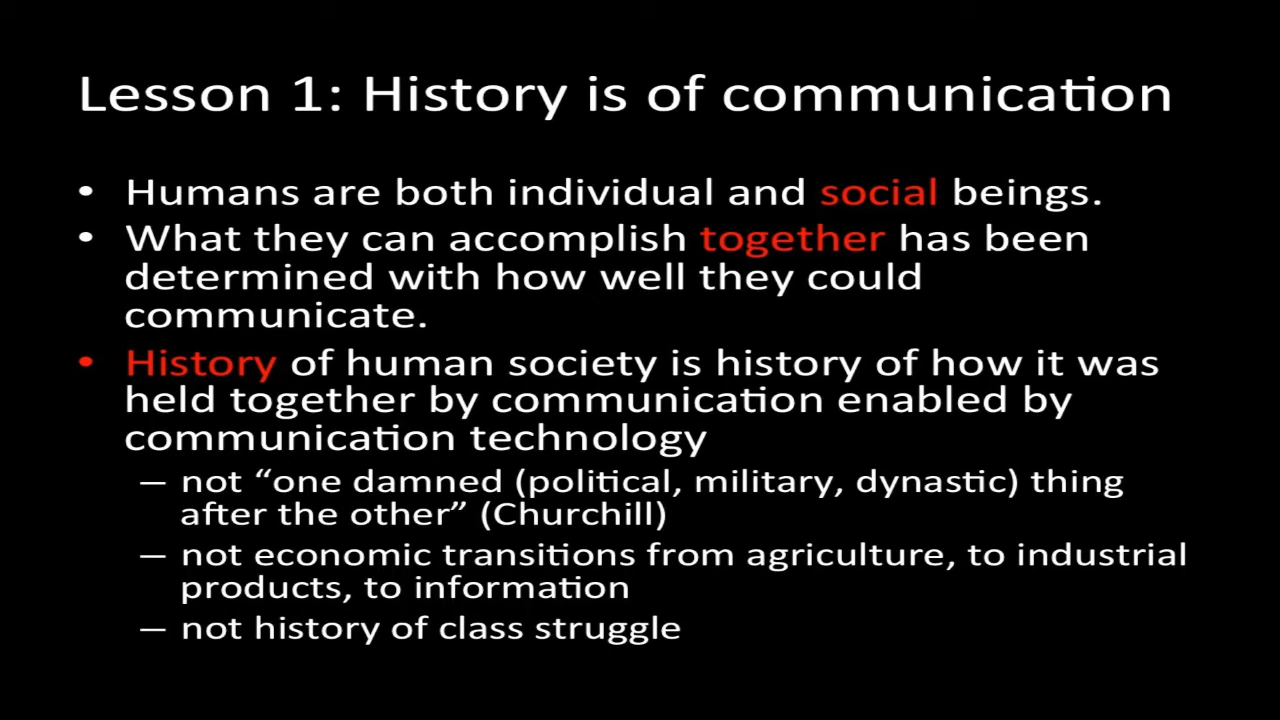 Lesson 1: History is of communication
• Humans are both individual and social beings.
• What they can accomplish together has been
determined with how well they could
communicate.
• History of human society is history of how it was
held together by communication enabled by
communication technology
– not “one damned (political, military, dynastic) thing
after the other” (Churchill)
– not economic transitions from agriculture, to industrial
products, to information
– not history of class struggle